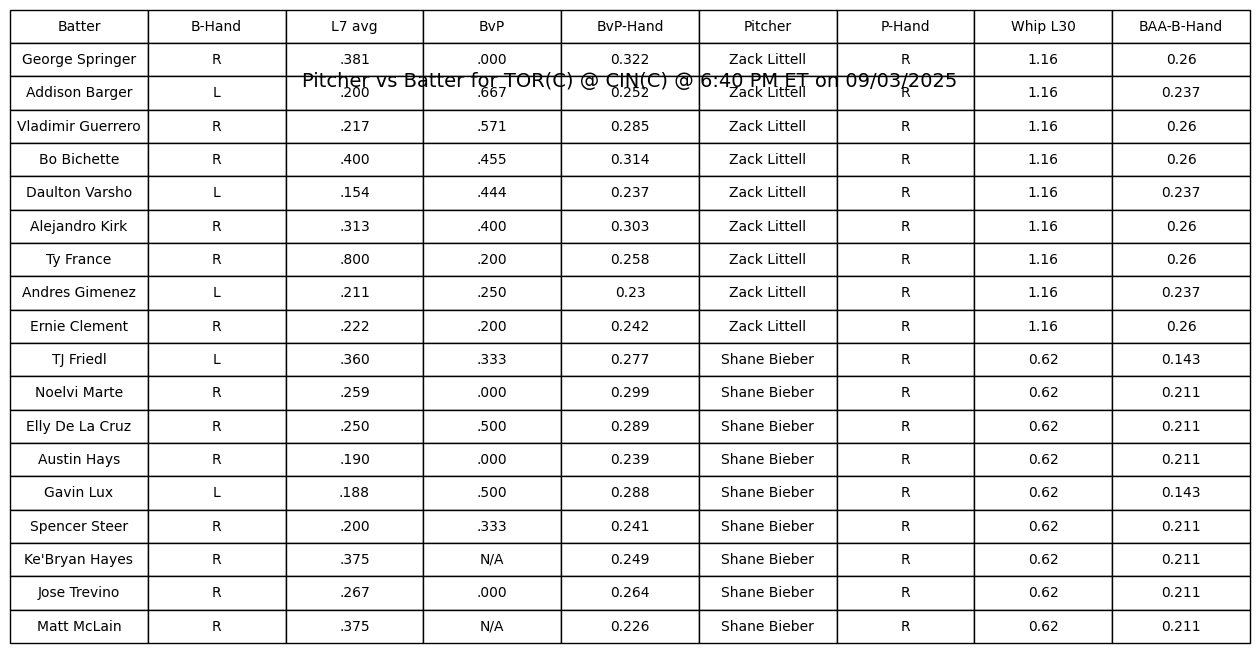 Batter B-Hand L7 avg BvP BvP-Hand Pitcher P-Hand Whip L30 BAA-B-Hand
George Springer R .381 .000 0.322 Zack Littell R 1.16 0.26
Pitcher vs Batter for TOR(C) @ CIN(C) @ 6:40 PM ET on 09/03/2025
Addison Barger L .200 .667 0.252 Zack Littell R 1.16 0.237
Vladimir Guerrero R .217 .571 0.285 Zack Littell R 1.16 0.26
Bo Bichette R .400 .455 0.314 Zack Littell R 1.16 0.26
Daulton Varsho L .154 .444 0.237 Zack Littell R 1.16 0.237
Alejandro Kirk R .313 .400 0.303 Zack Littell R 1.16 0.26
Ty France R .800 .200 0.258 Zack Littell R 1.16 0.26
Andres Gimenez L .211 .250 0.23 Zack Littell R 1.16 0.237
Ernie Clement R .222 .200 0.242 Zack Littell R 1.16 0.26
TJ Friedl L .360 .333 0.277 Shane Bieber R 0.62 0.143
Noelvi Marte R .259 .000 0.299 Shane Bieber R 0.62 0.211
Elly De La Cruz R .250 .500 0.289 Shane Bieber R 0.62 0.211
Austin Hays R .190 .000 0.239 Shane Bieber R 0.62 0.211
Gavin Lux L .188 .500 0.288 Shane Bieber R 0.62 0.143
Spencer Steer R .200 .333 0.241 Shane Bieber R 0.62 0.211
Ke'Bryan Hayes R .375 N/A 0.249 Shane Bieber R 0.62 0.211
Jose Trevino R .267 .000 0.264 Shane Bieber R 0.62 0.211
Matt McLain R .375 N/A 0.226 Shane Bieber R 0.62 0.211